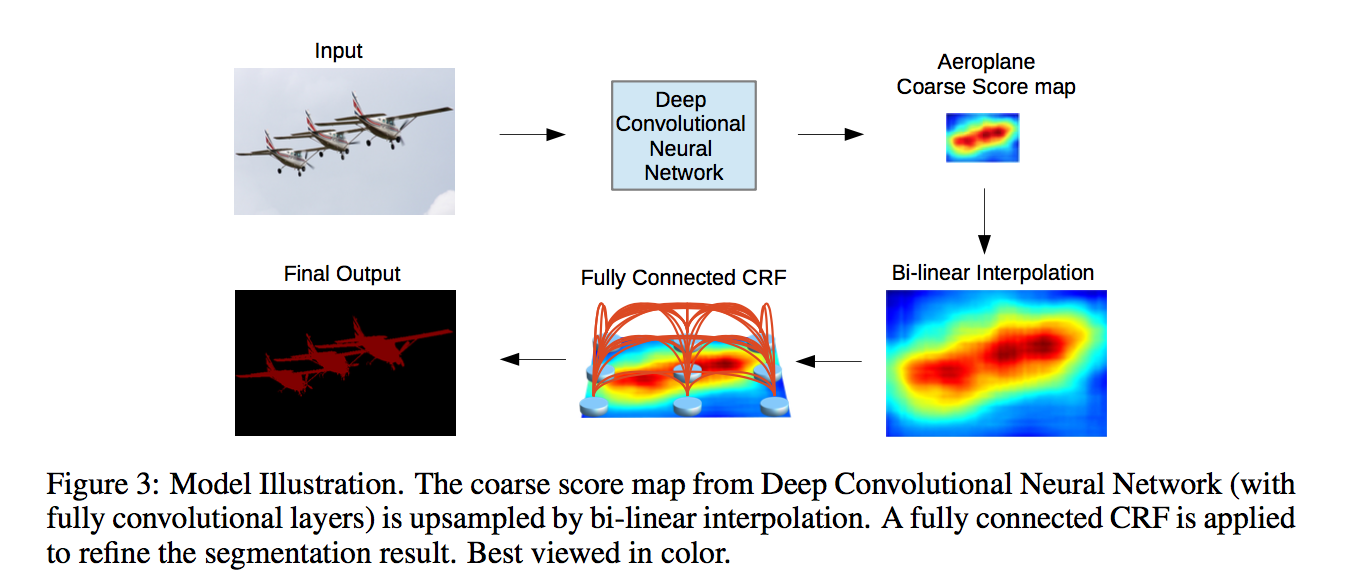 Input
Deep
Convolutional
Neural
Network
Aeroplane
Coarse Score map
Final Output
Fully Connected CRF
Bi-linear Interpolation
Figure 3: Model Illustration. The coarse score map from Deep Convolutional Neural Network (with
fully convolutional layers) is upsampled by bi-linear interpolation. A fully connected CRF is applied
to refine the segmentation result. Best viewed in color.